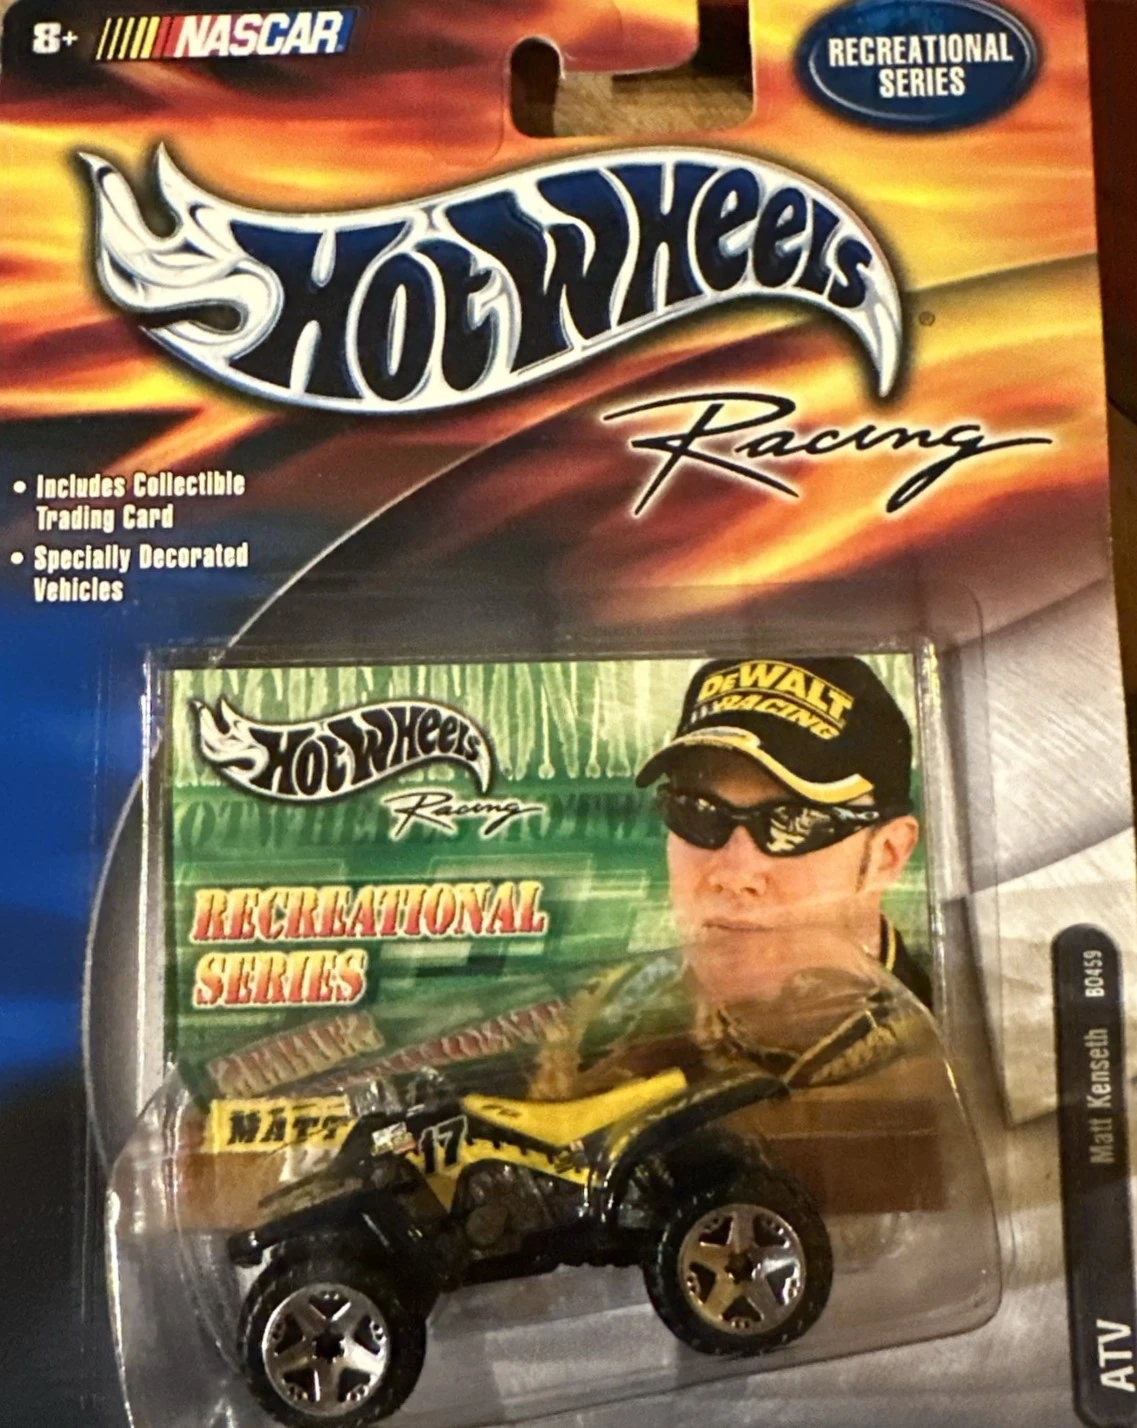 8+ NASCAR
RECREATIONAL
SERIES
Hot Wheels
Racing
• Includes Collectible
Trading Card
• Specially Decorated
Vehicles
DEWALT
RACING
Hot Wheels
Racing
RECREATIONAL
SERIES
MATT
17
ATV Matt Kenseth B0459